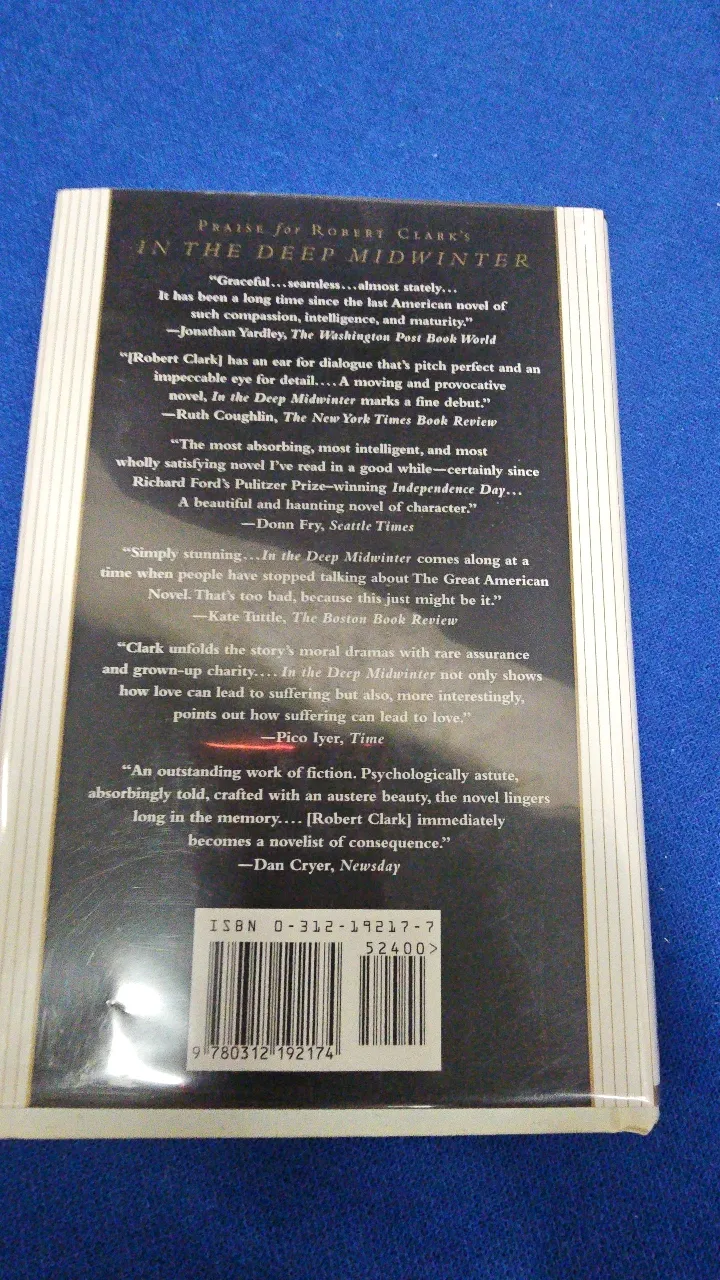 PRAISE for ROBERT CLARK'S
IN THE DEEP MIDWINTER
“Graceful...seamless...almost stately...
It has been a long time since the last American novel of
such compassion, intelligence, and maturity.”
—Jonathan Yardley, The Washington Post Book World
“[Robert Clark] has an ear for dialogue that's pitch perfect and an
impeccable eye for detail....A moving and provocative
novel, In the Deep Midwinter marks a fine debut.”
—Ruth Coughlin, The New York Times Book Review
“The most absorbing, most intelligent, and most
wholly satisfying novel I've read in a good while—certainly since
Richard Ford's Pulitzer Prize–winning Independence Day...
A beautiful and haunting novel of character.”
—Donn Fry, Seattle Times
“Simply stunning...In the Deep Midwinter comes along at a
time when people have stopped talking about The Great American
Novel. That's too bad, because this just might be it.”
—Kate Tuttle, The Boston Book Review
“Clark unfolds the story's moral dramas with rare assurance
and grown-up charity....In the Deep Midwinter not only shows
how love can lead to suffering but also, more interestingly,
points out how suffering can lead to love.”
—Pico Iyer, Time
“An outstanding work of fiction. Psychologically astute,
absorbingly told, crafted with an austere beauty, the novel lingers
long in the memory....[Robert Clark] immediately
becomes a novelist of consequence.”
—Dan Cryer, Newsday
ISBN 0-312-19217-7
52400>
9 780312 192174